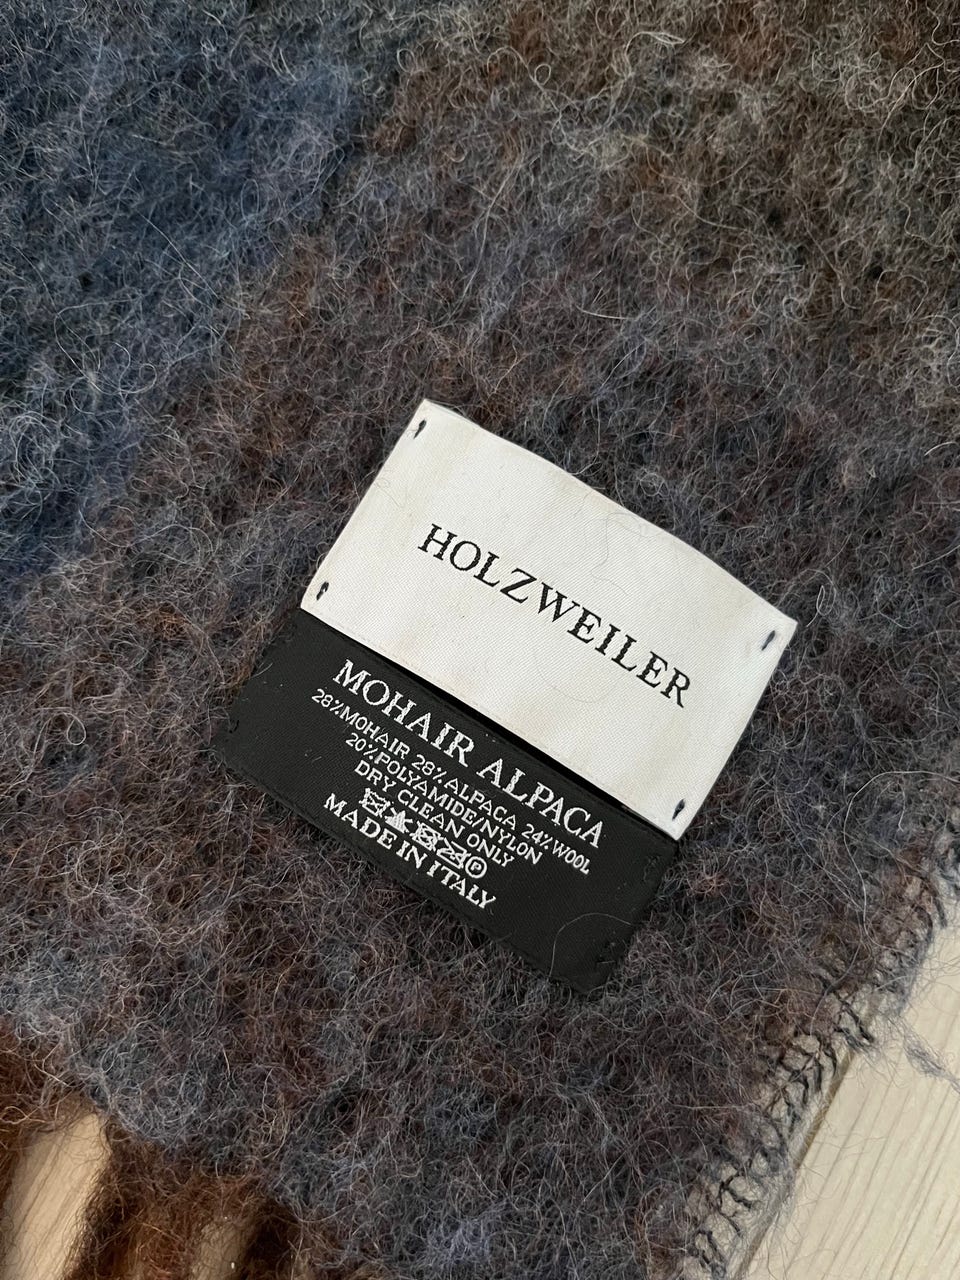 HOLZWEILER
MOHAIR ALPACA
28%MOHAIR 28%ALPACA 24%WOOL
20%POLYAMIDE/NYLON
DRY CLEAN ONLY
P
MADE IN ITALY